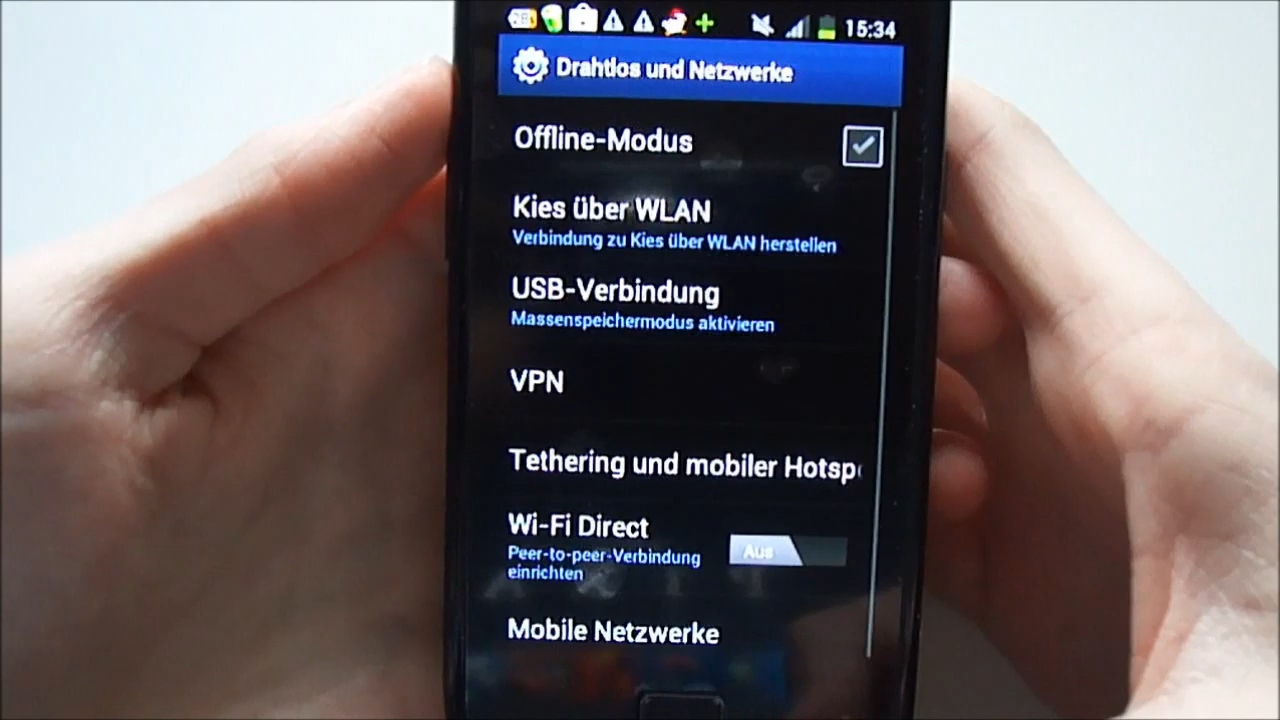 15:34
Drahtlos und Netzwerke
Offline-Modus
Kies über WLAN
Verbindung zu Kies über WLAN herstellen
USB-Verbindung
Massenspeichermodus aktivieren
VPN
Tethering und mobiler Hotsp
Wi-Fi Direct
Aus
Peer-to-peer-Verbindung
einrichten
Mobile Netzwerke